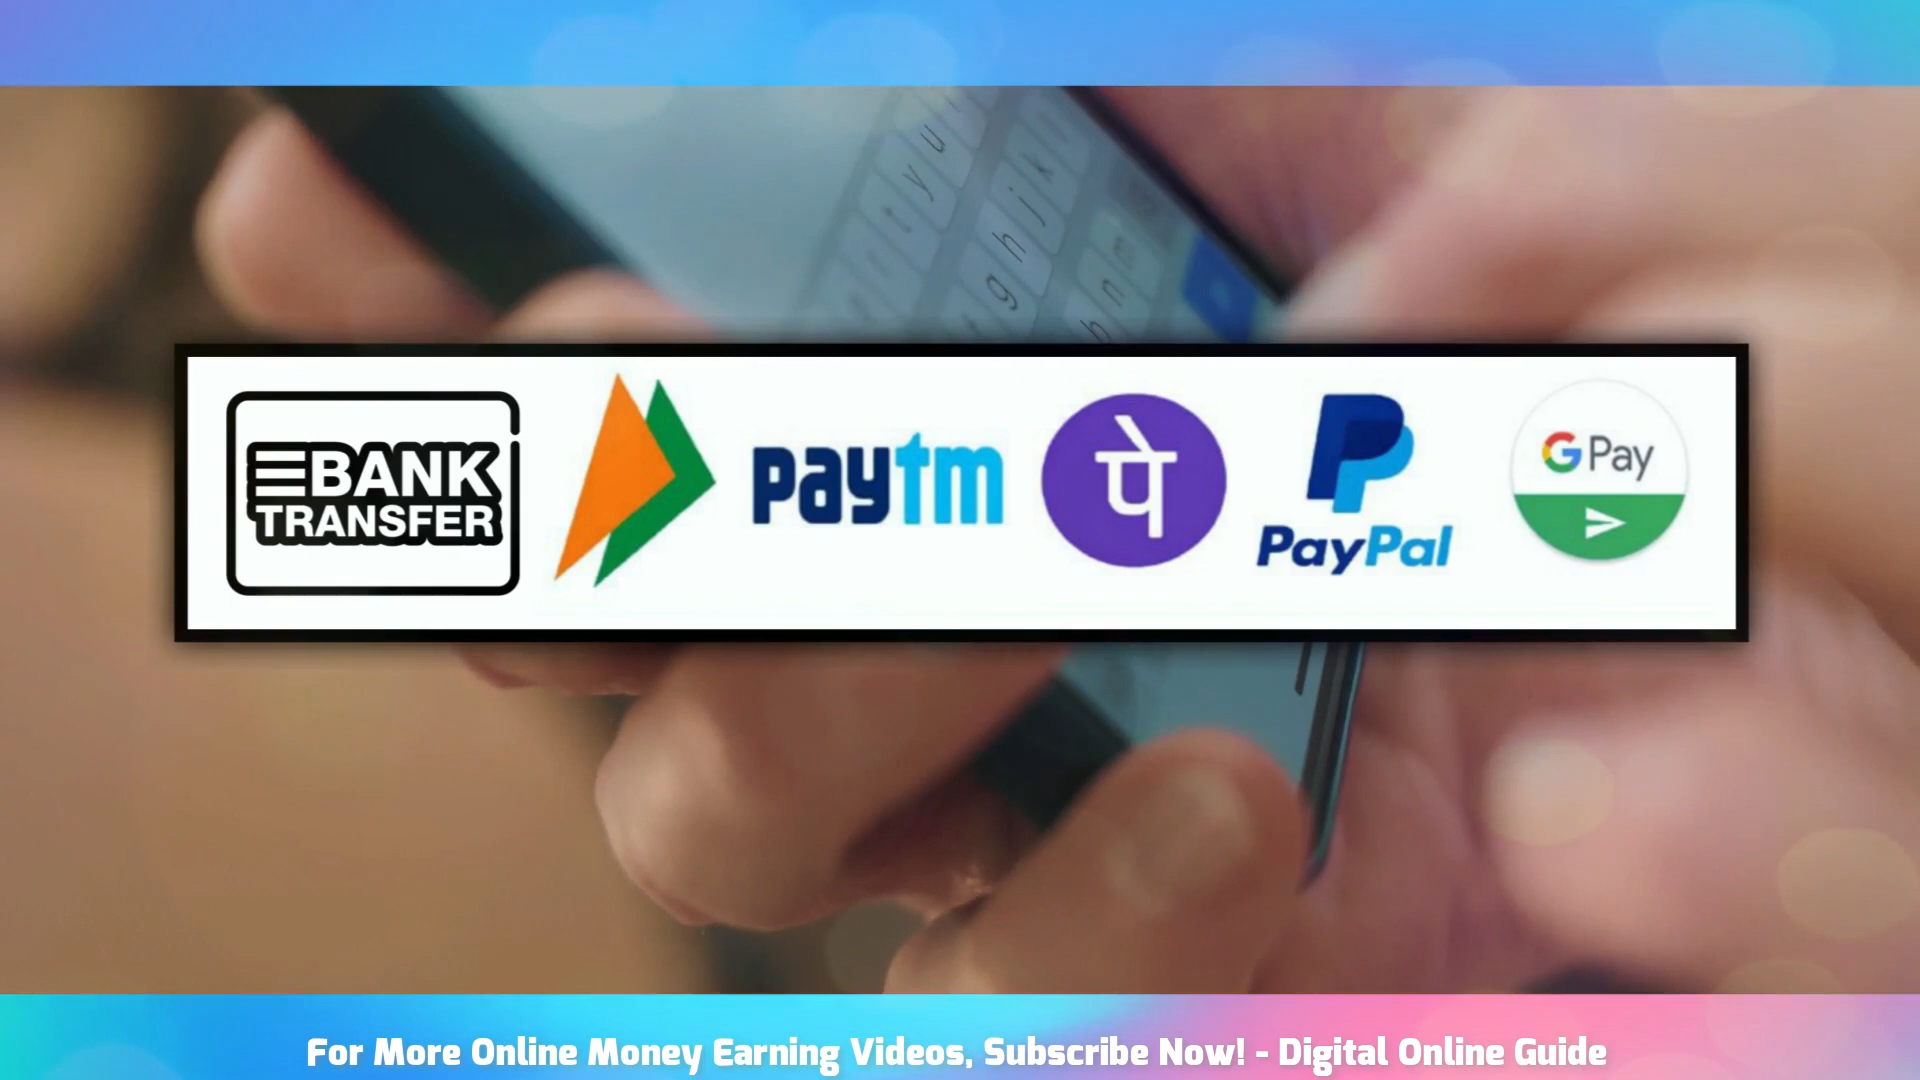 y u
h j k
g
b n m
BANK
TRANSFER
paytm
पे
PayPal
G Pay
For More Online Money Earning Videos, Subscribe Now! - Digital Online Guide